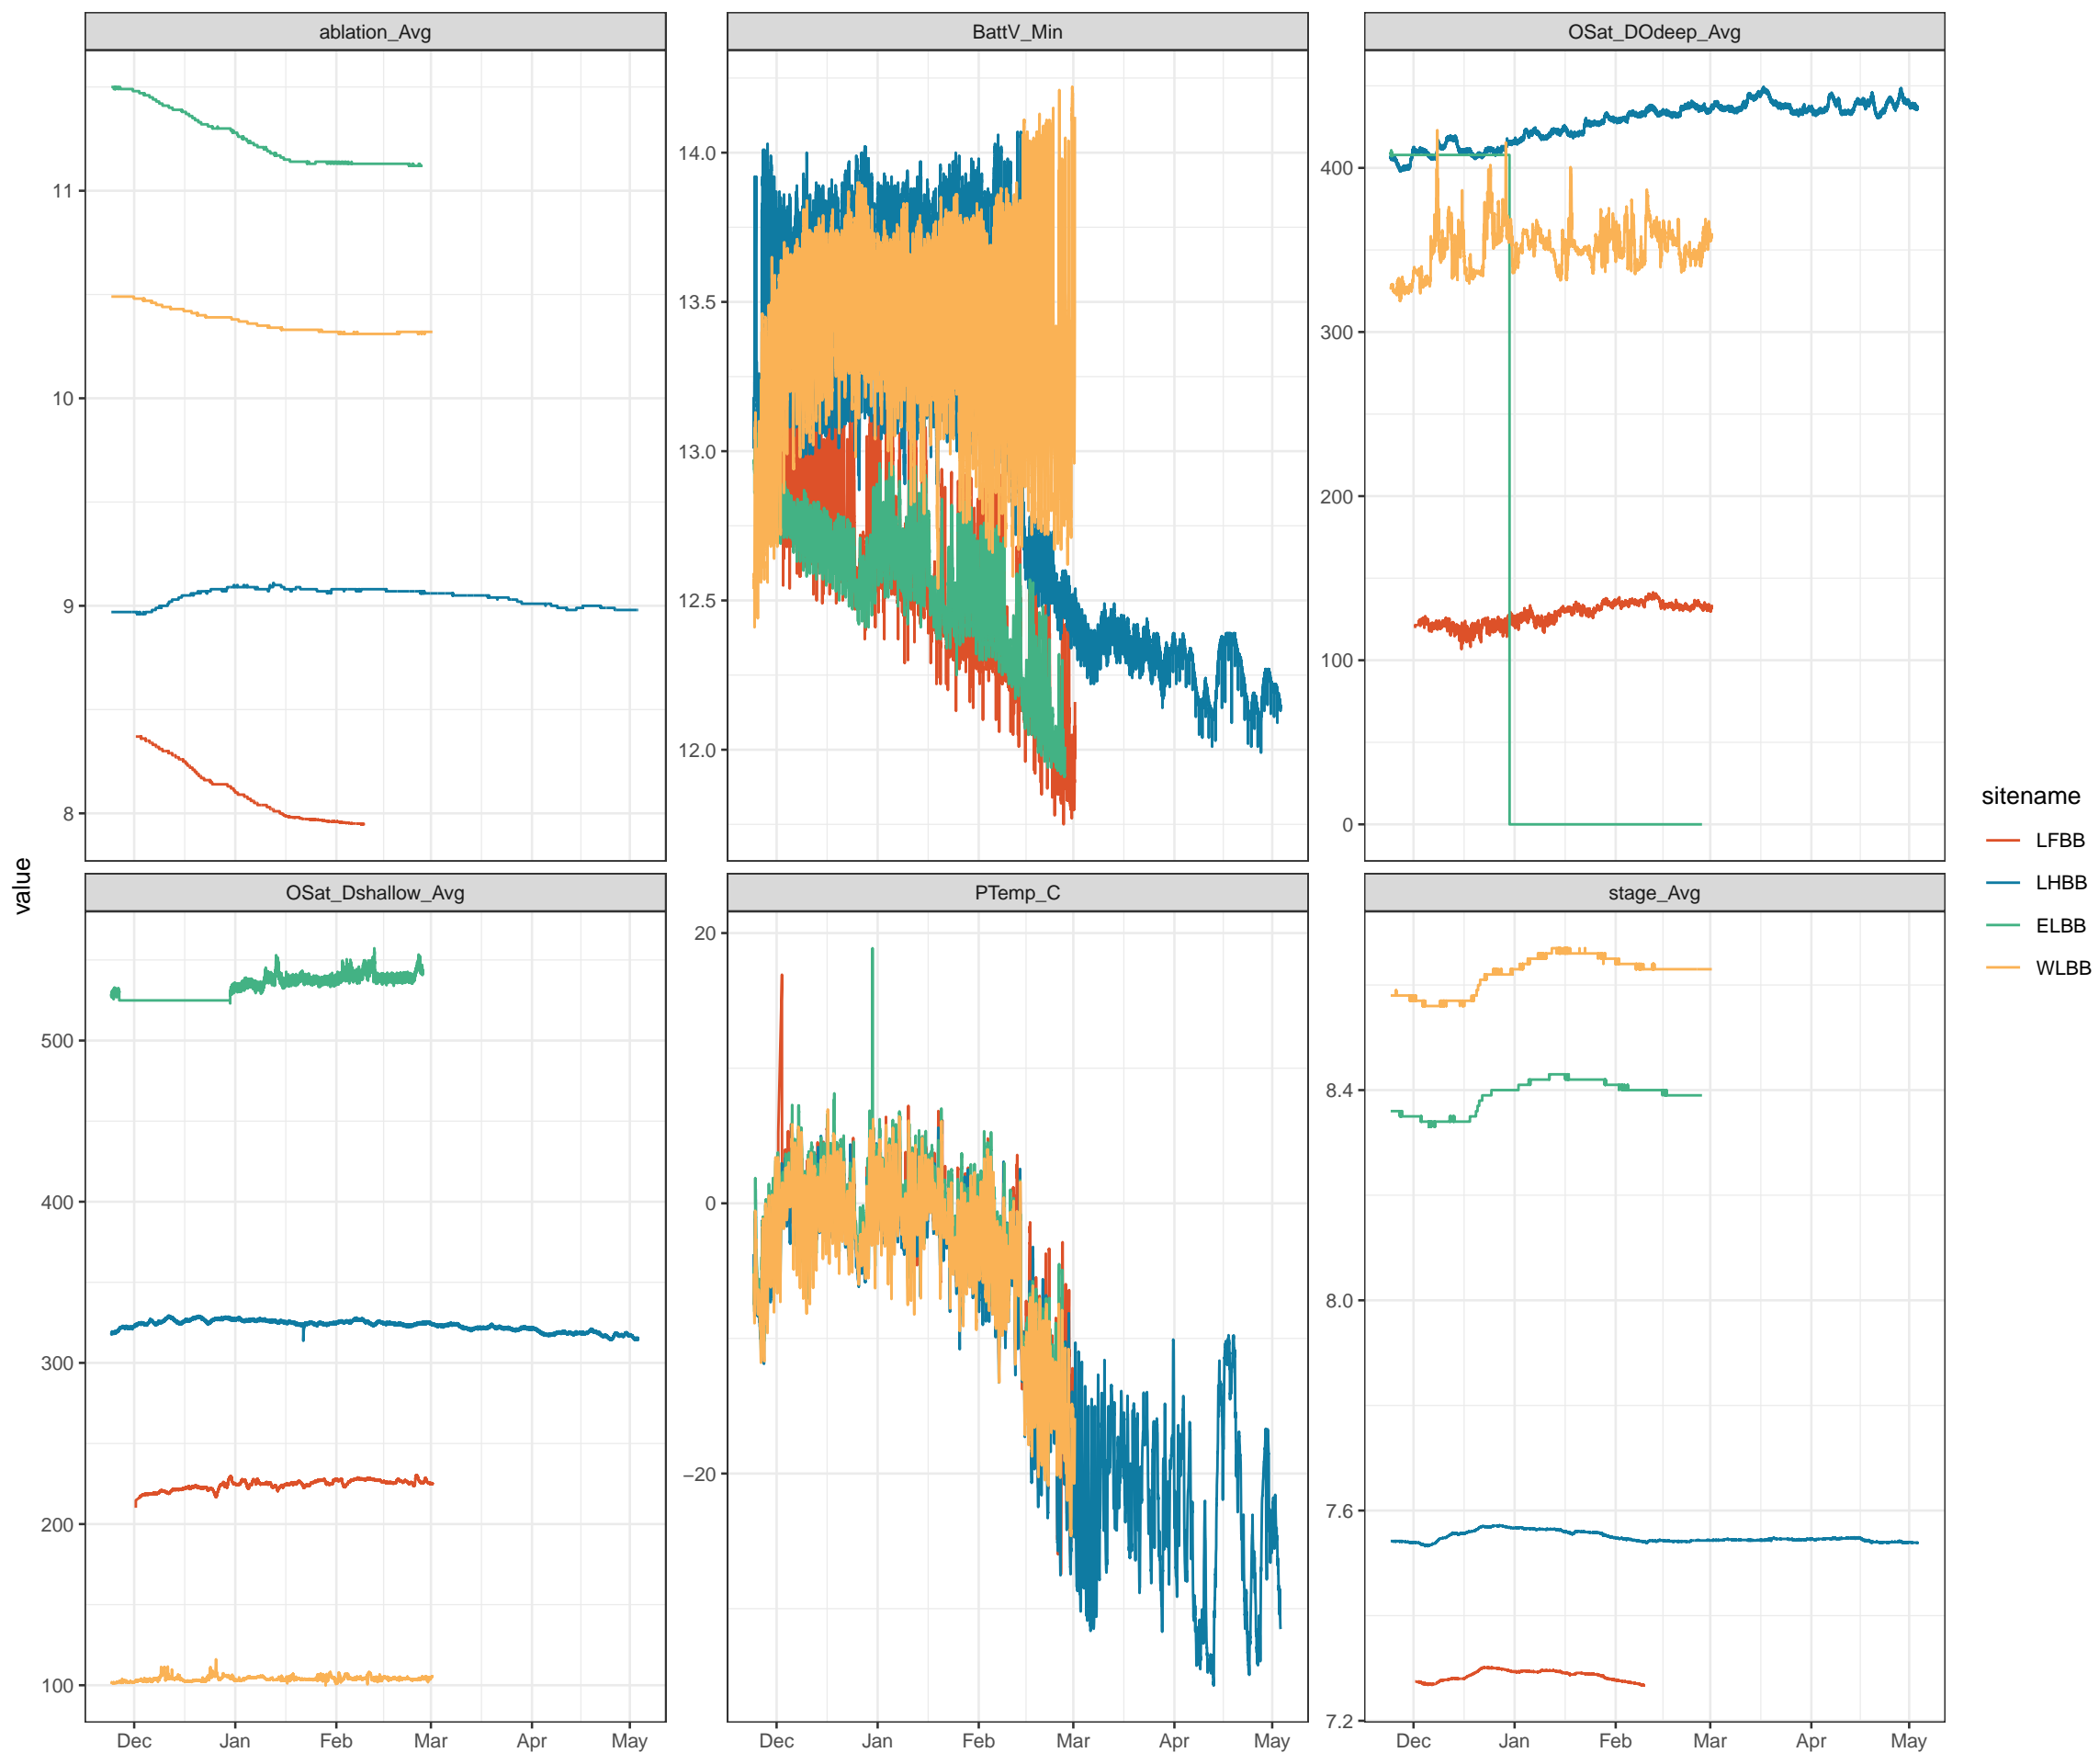 ablation_Avg
BattV_Min
OSat_DOdeep_Avg
11
10
9
8
14.0
13.5
13.0
12.5
12.0
400
300
200
100
0
value
OSat_Dshallow_Avg
PTemp_C
stage_Avg
500
400
300
200
100
20
0
−20
8.4
8.0
7.6
7.2
Dec Jan Feb Mar Apr May
Dec Jan Feb Mar Apr May
Dec Jan Feb Mar Apr May
sitename
LFBB
LHBB
ELBB
WLBB